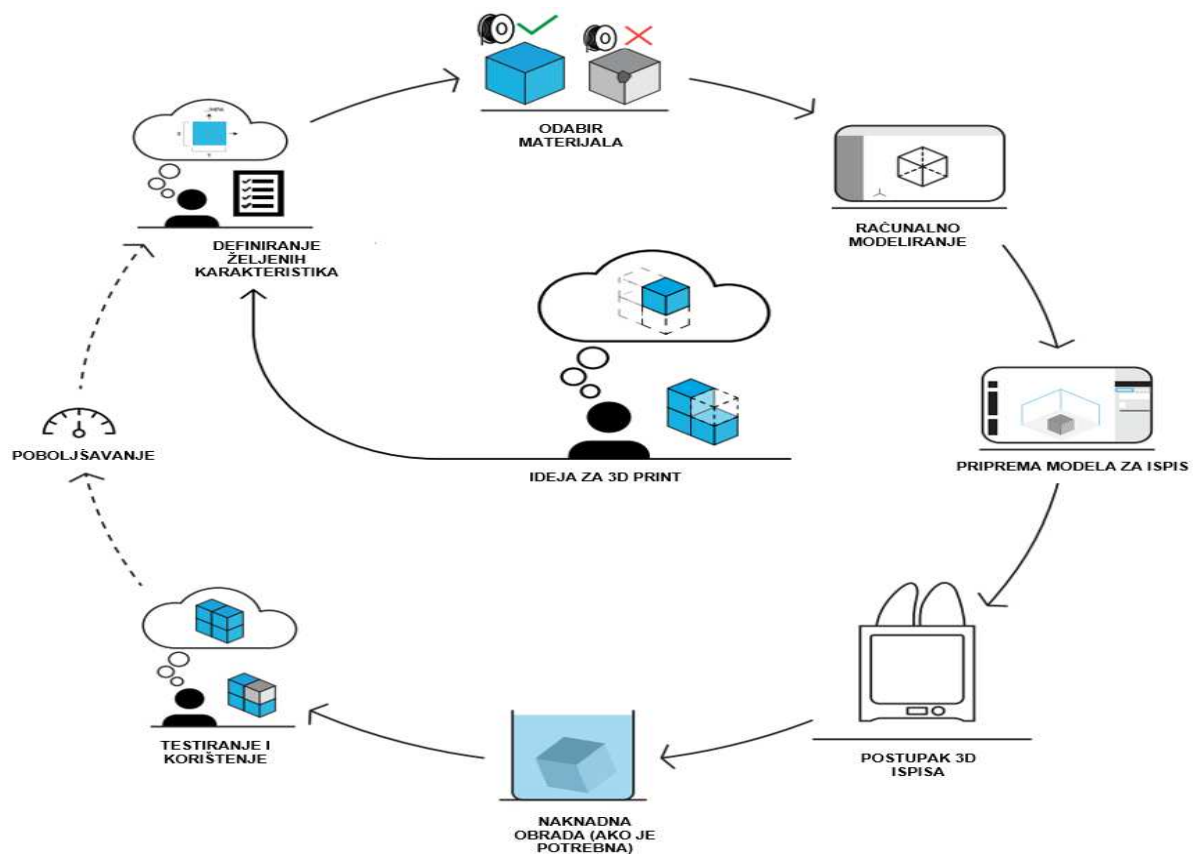 ODABIR
MATERIJALA
RAČUNALNO
MODELIRANJE
DEFINIRANJE
ŽELJENIH
KARAKTERISTIKA
POBOLJŠAVANJE
IDEJA ZA 3D PRINT
PRIPREMA MODELA ZA ISPIS
TESTIRANJE I
KORIŠTENJE
POSTUPAK 3D
ISPISA
NAKNADNA
OBRADA (AKO JE
POTREBNA)